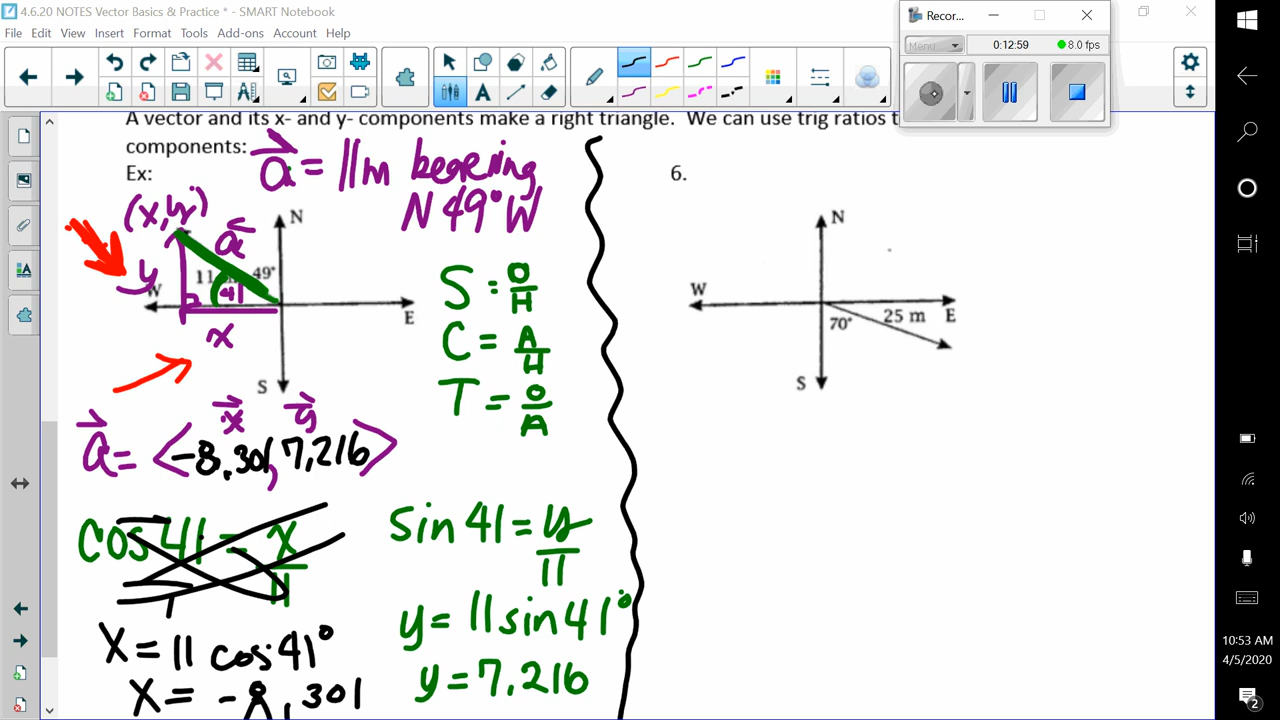 4.6.20 NOTES Vector Basics & Practice * - SMART Notebook
File Edit View Insert Format Tools Add-ons Account Help
Recor...
Menu
0:12:59
8.0 fps
A vector and its x- and y- components make a right triangle. We can use trig ratios t
components:
Ex:
a = 11m bearing
N 49° W
(x,y)
a
N
y
11
49°
41
W
E
x
S
S = O/H
C = A/H
T = O/A
x y
a = <-8.301, 7.216>
cos 41 = x/11
x = 11 cos 41°
x = -8.301
sin 41 = y/11
y = 11 sin 41°
y = 7.216
6.
N
W
E
70°
25 m
S
10:53 AM
4/5/2020
2